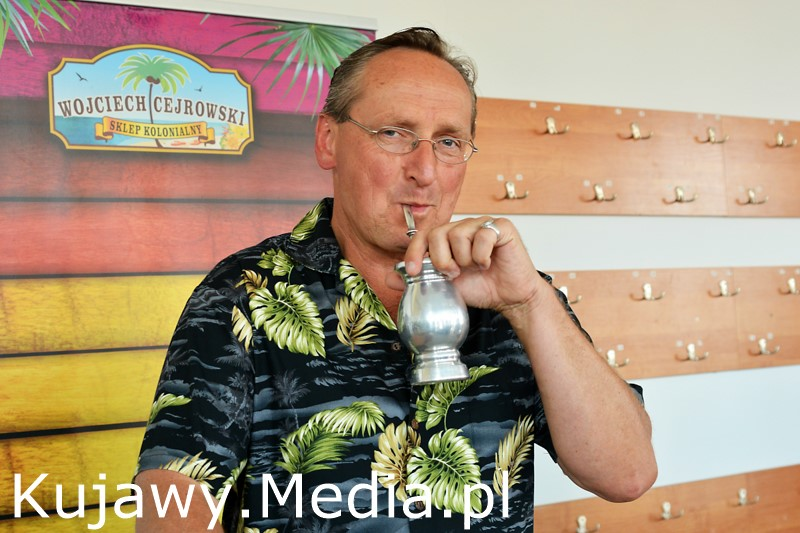 WOJCIECH CEJROWSKI
SKLEP KOLONIALNY
Kujawy.Media.pl